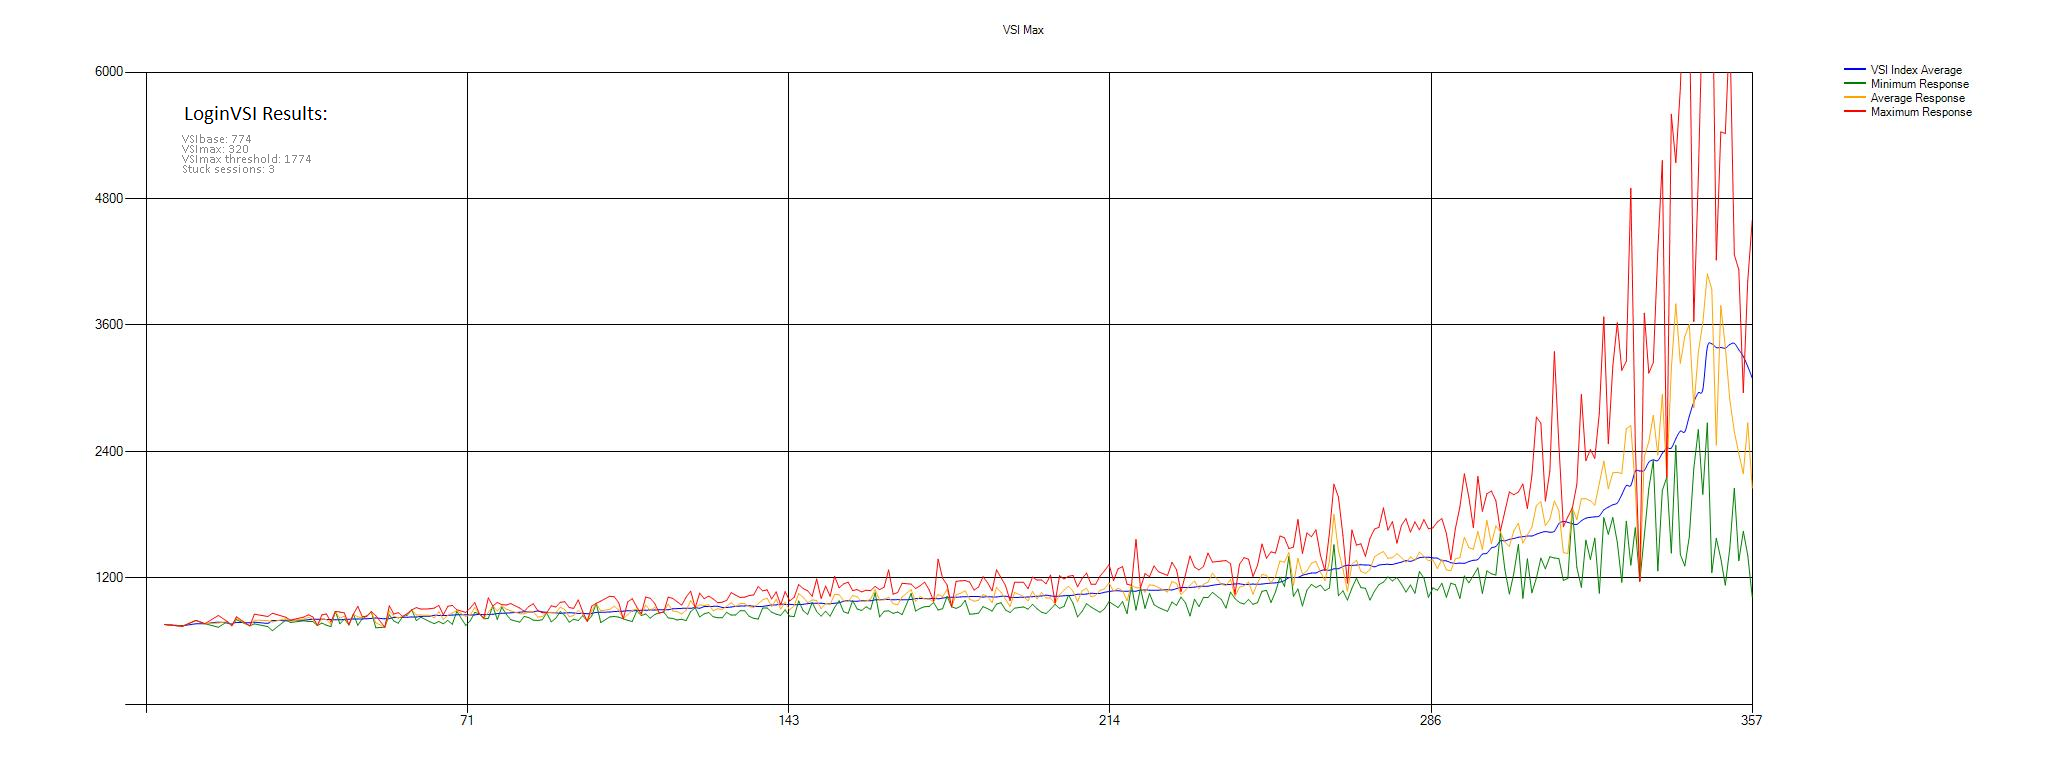 VSI Max
6000
4800
3600
2400
1200
71
143
214
286
357
LoginVSI Results:
VSIbase: 774
VSImax: 320
VSImax threshold: 1774
Stuck sessions: 3
VSI Index Average
Minimum Response
Average Response
Maximum Response